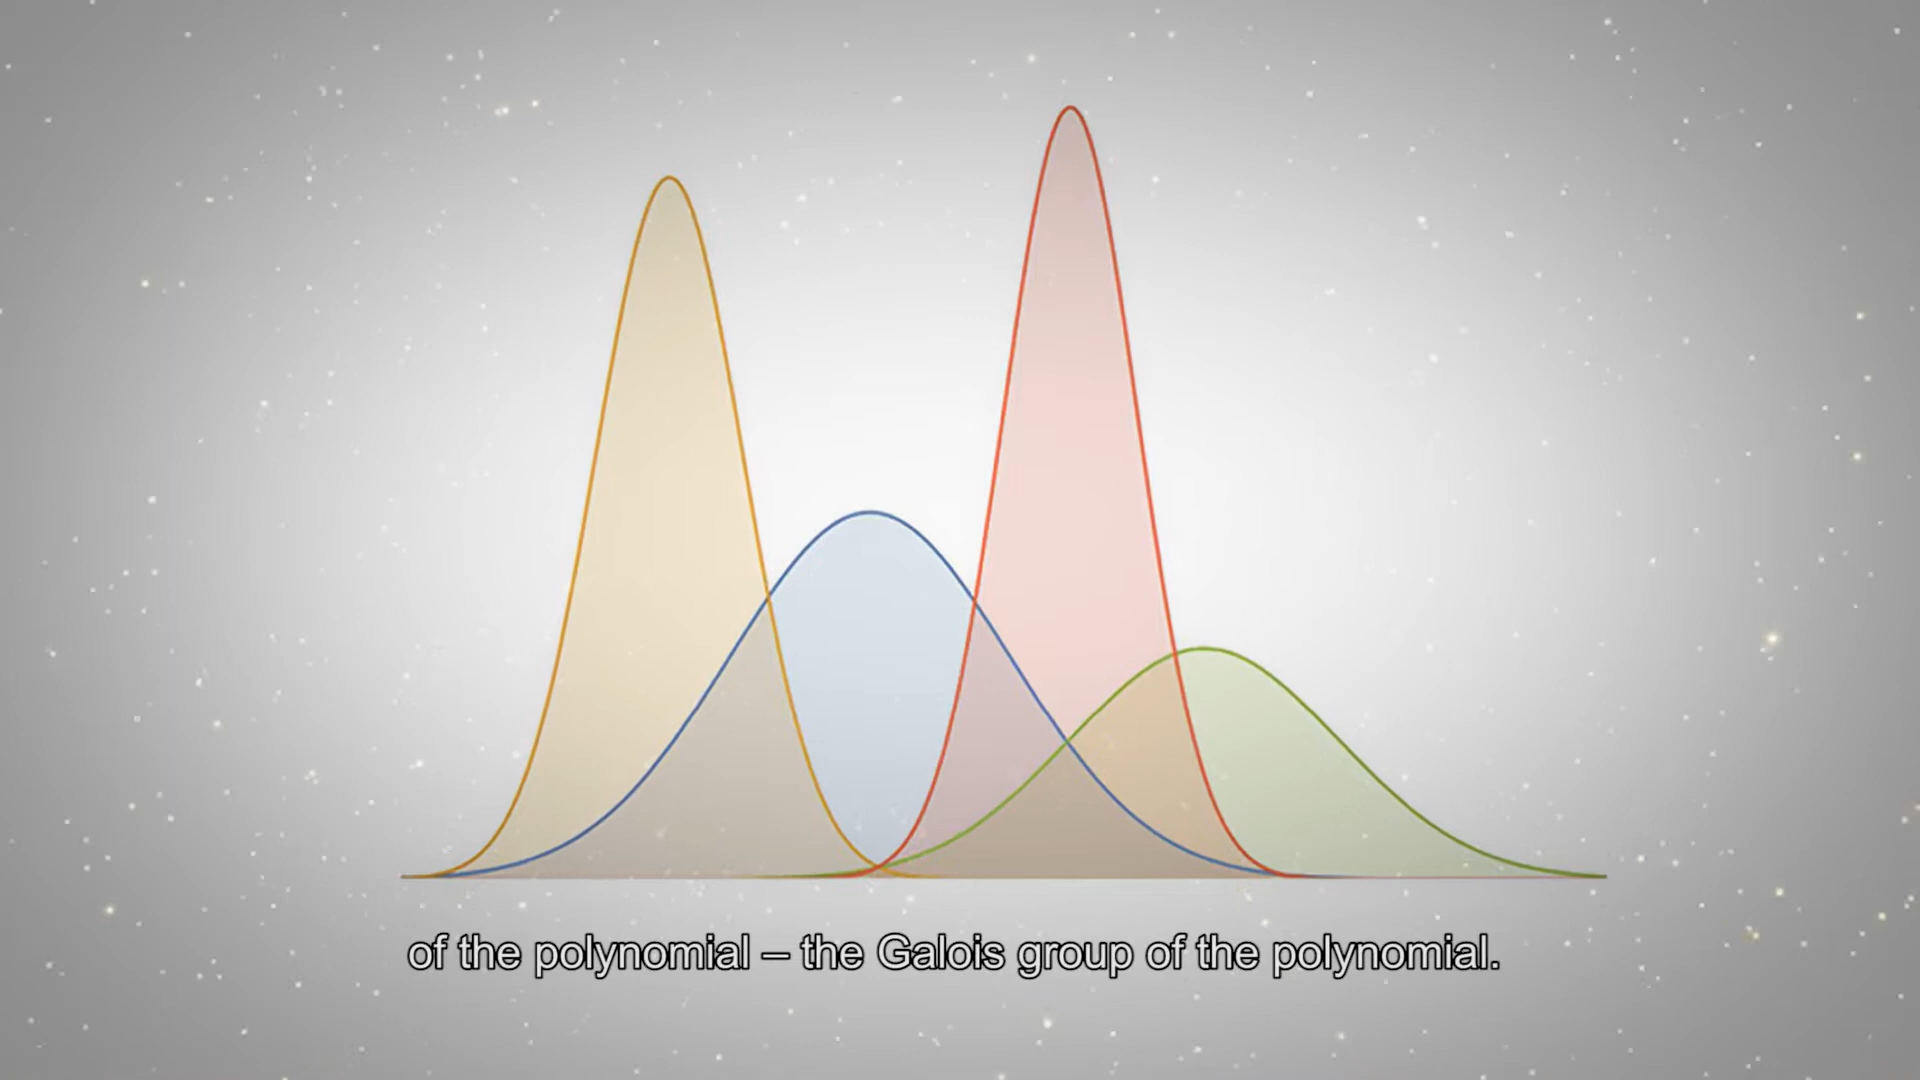 of the polynomial – the Galois group of the polynomial.